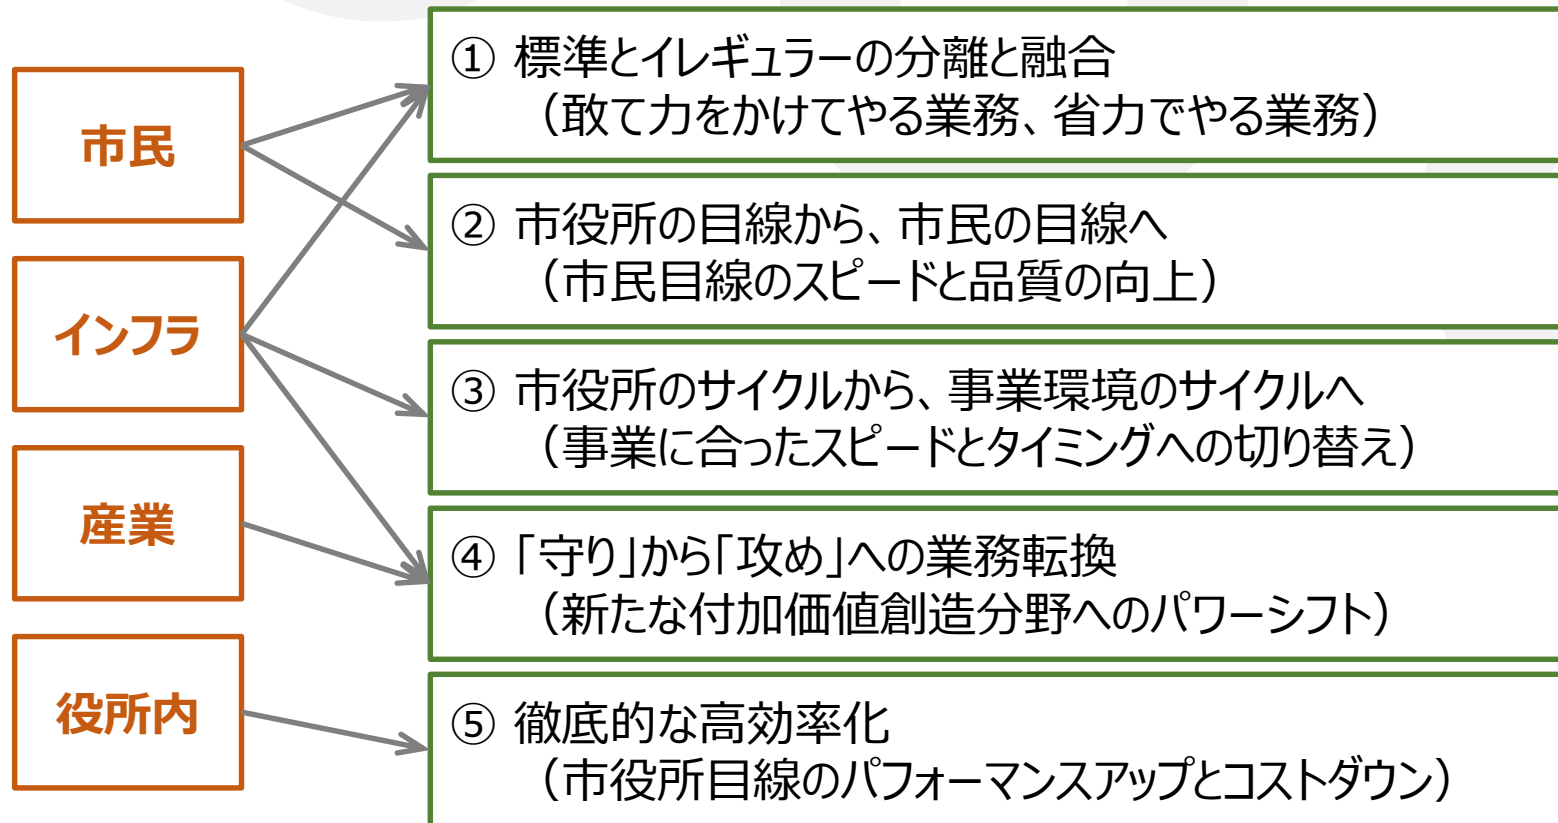 市民
インフラ
産業
役所内
① 標準とイレギュラーの分離と融合
（敢て力をかけてやる業務、省力でやる業務）
② 市役所の目線から、市民の目線へ
（市民目線のスピードと品質の向上）
③ 市役所のサイクルから、事業環境のサイクルへ
（事業に合ったスピードとタイミングへの切り替え）
④ 「守り」から「攻め」への業務転換
（新たな付加価値創造分野へのパワーシフト）
⑤ 徹底的な高効率化
（市役所目線のパフォーマンスアップとコストダウン）